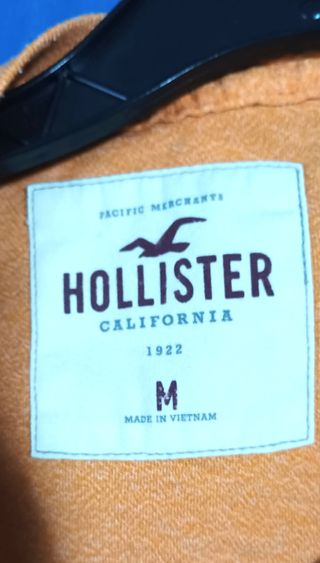 PACIFIC MERCHANTS
HOLLISTER
CALIFORNIA
1922
M
MADE IN VIETNAM